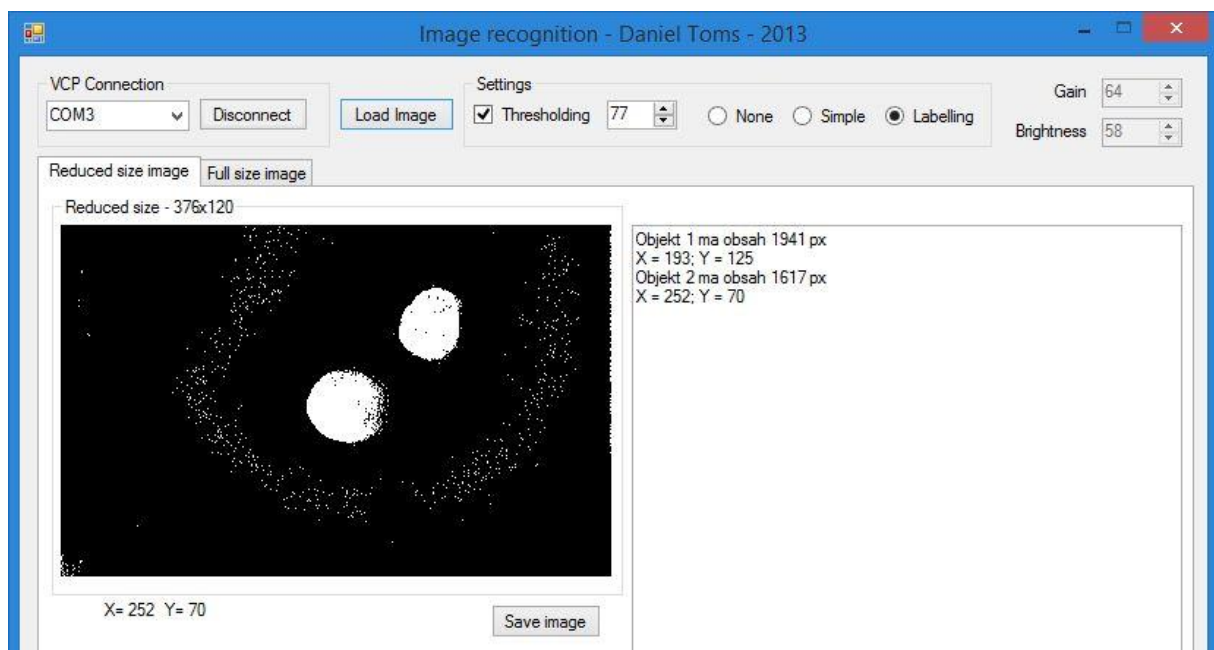 Image recognition - Daniel Toms - 2013
VCP Connection
COM3
Disconnect
Load Image
Settings
Thresholding
77
None
Simple
Labelling
Gain
64
Brightness
58
Reduced size image
Full size image
Reduced size - 376x120
Objekt 1 ma obsah 1941 px
X = 193; Y = 125
Objekt 2 ma obsah 1617 px
X = 252; Y = 70
X= 252 Y= 70
Save image